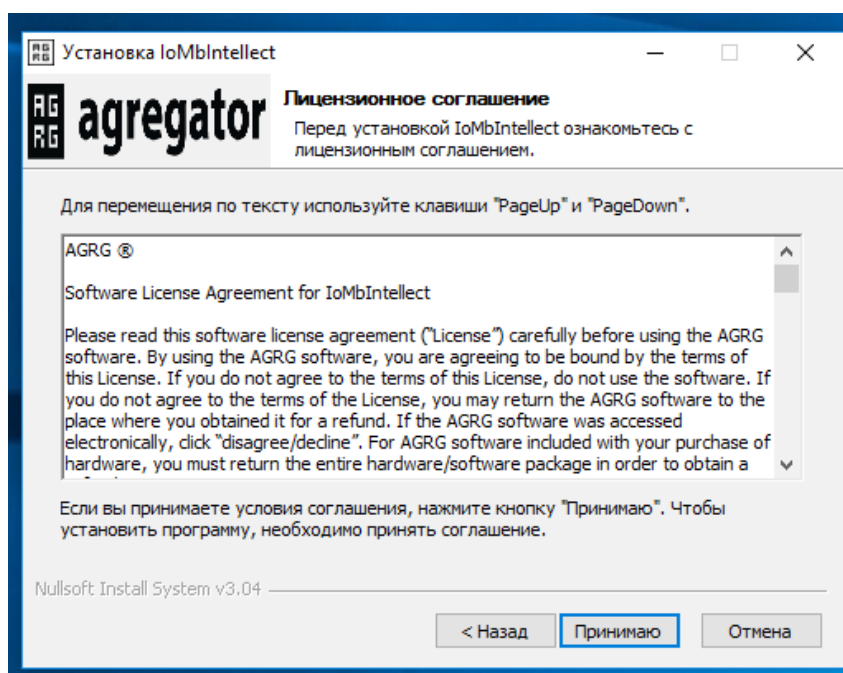 AG
RG
Установка IoMbIntellect
AG
RG
agregator
Лицензионное соглашение
Перед установкой IoMbIntellect ознакомьтесь с
лицензионным соглашением.
Для перемещения по тексту используйте клавиши "PageUp" и "PageDown".
AGRG ®
Software License Agreement for IoMbIntellect
Please read this software license agreement (“License”) carefully before using the AGRG
software. By using the AGRG software, you are agreeing to be bound by the terms of
this License. If you do not agree to the terms of this License, do not use the software. If
you do not agree to the terms of the License, you may return the AGRG software to the
place where you obtained it for a refund. If the AGRG software was accessed
electronically, click “disagree/decline”. For AGRG software included with your purchase of
hardware, you must return the entire hardware/software package in order to obtain a
Если вы принимаете условия соглашения, нажмите кнопку "Принимаю". Чтобы
установить программу, необходимо принять соглашение.
Nullsoft Install System v3.04
< Назад
Принимаю
Отмена